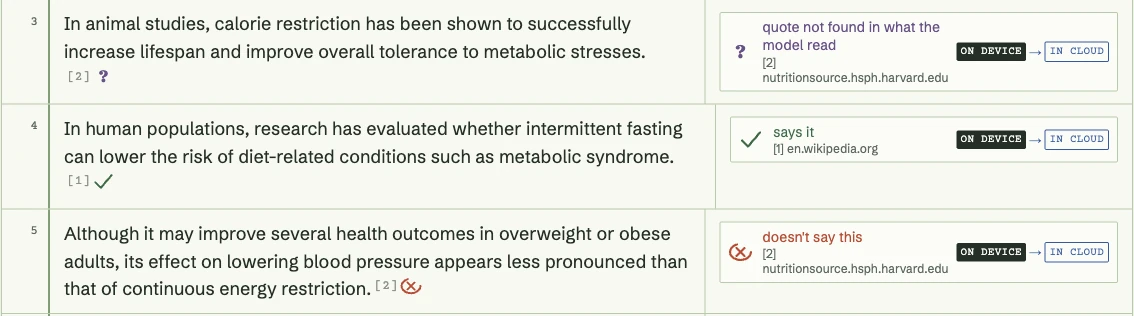 3
In animal studies, calorie restriction has been shown to successfully
increase lifespan and improve overall tolerance to metabolic stresses.
[2] ?
? quote not found in what the
model read
[2]
nutritionsource.hsph.harvard.edu
ON DEVICE → IN CLOUD
4
In human populations, research has evaluated whether intermittent fasting
can lower the risk of diet-related conditions such as metabolic syndrome.
[1] ✓
✓ says it
[1] en.wikipedia.org
ON DEVICE → IN CLOUD
5
Although it may improve several health outcomes in overweight or obese
adults, its effect on lowering blood pressure appears less pronounced than
that of continuous energy restriction. [2]
doesn't say this
[2]
nutritionsource.hsph.harvard.edu
ON DEVICE → IN CLOUD